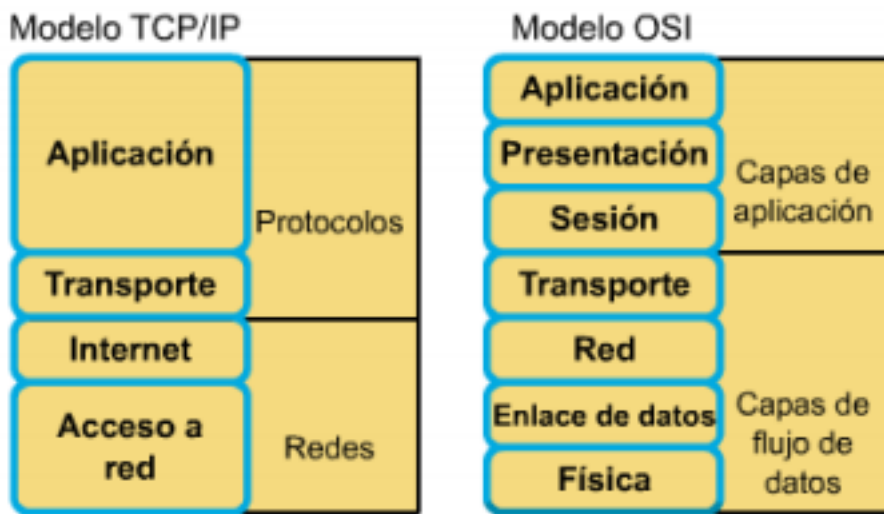 Modelo TCP/IP
Aplicación
Transporte
Internet
Acceso a
red
Protocolos
Redes
Modelo OSI
Aplicación
Presentación
Sesión
Transporte
Red
Enlace de datos
Física
Capas de
aplicación
Capas de
flujo de
datos